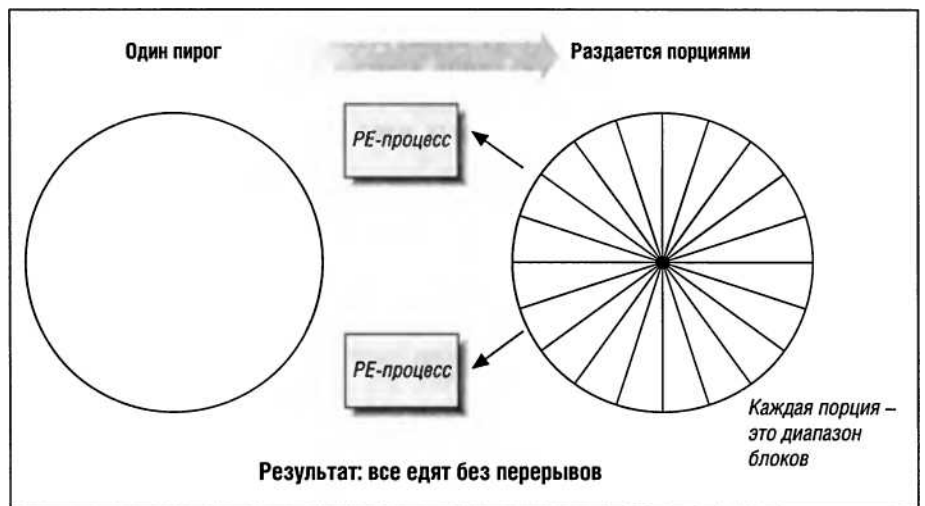 Один пирог
Раздается порциями
PE-процесс
PE-процесс
Каждая порция –
это диапазон
блоков
Результат: все едят без перерывов